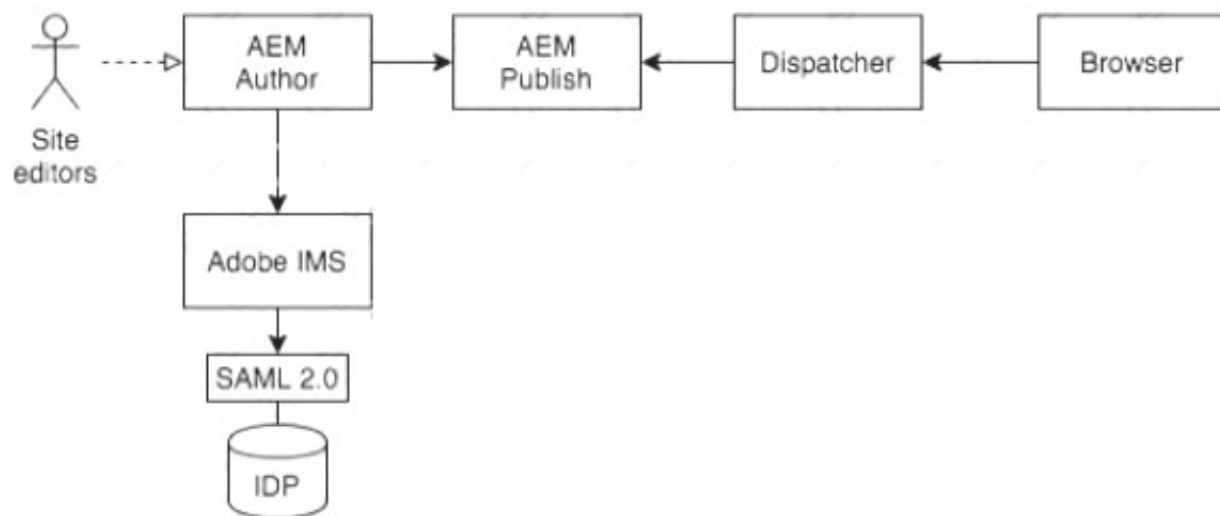 AEM
Author
AEM
Publish
Dispatcher
Browser
Site
editors
Adobe IMS
SAML 2.0
IDP